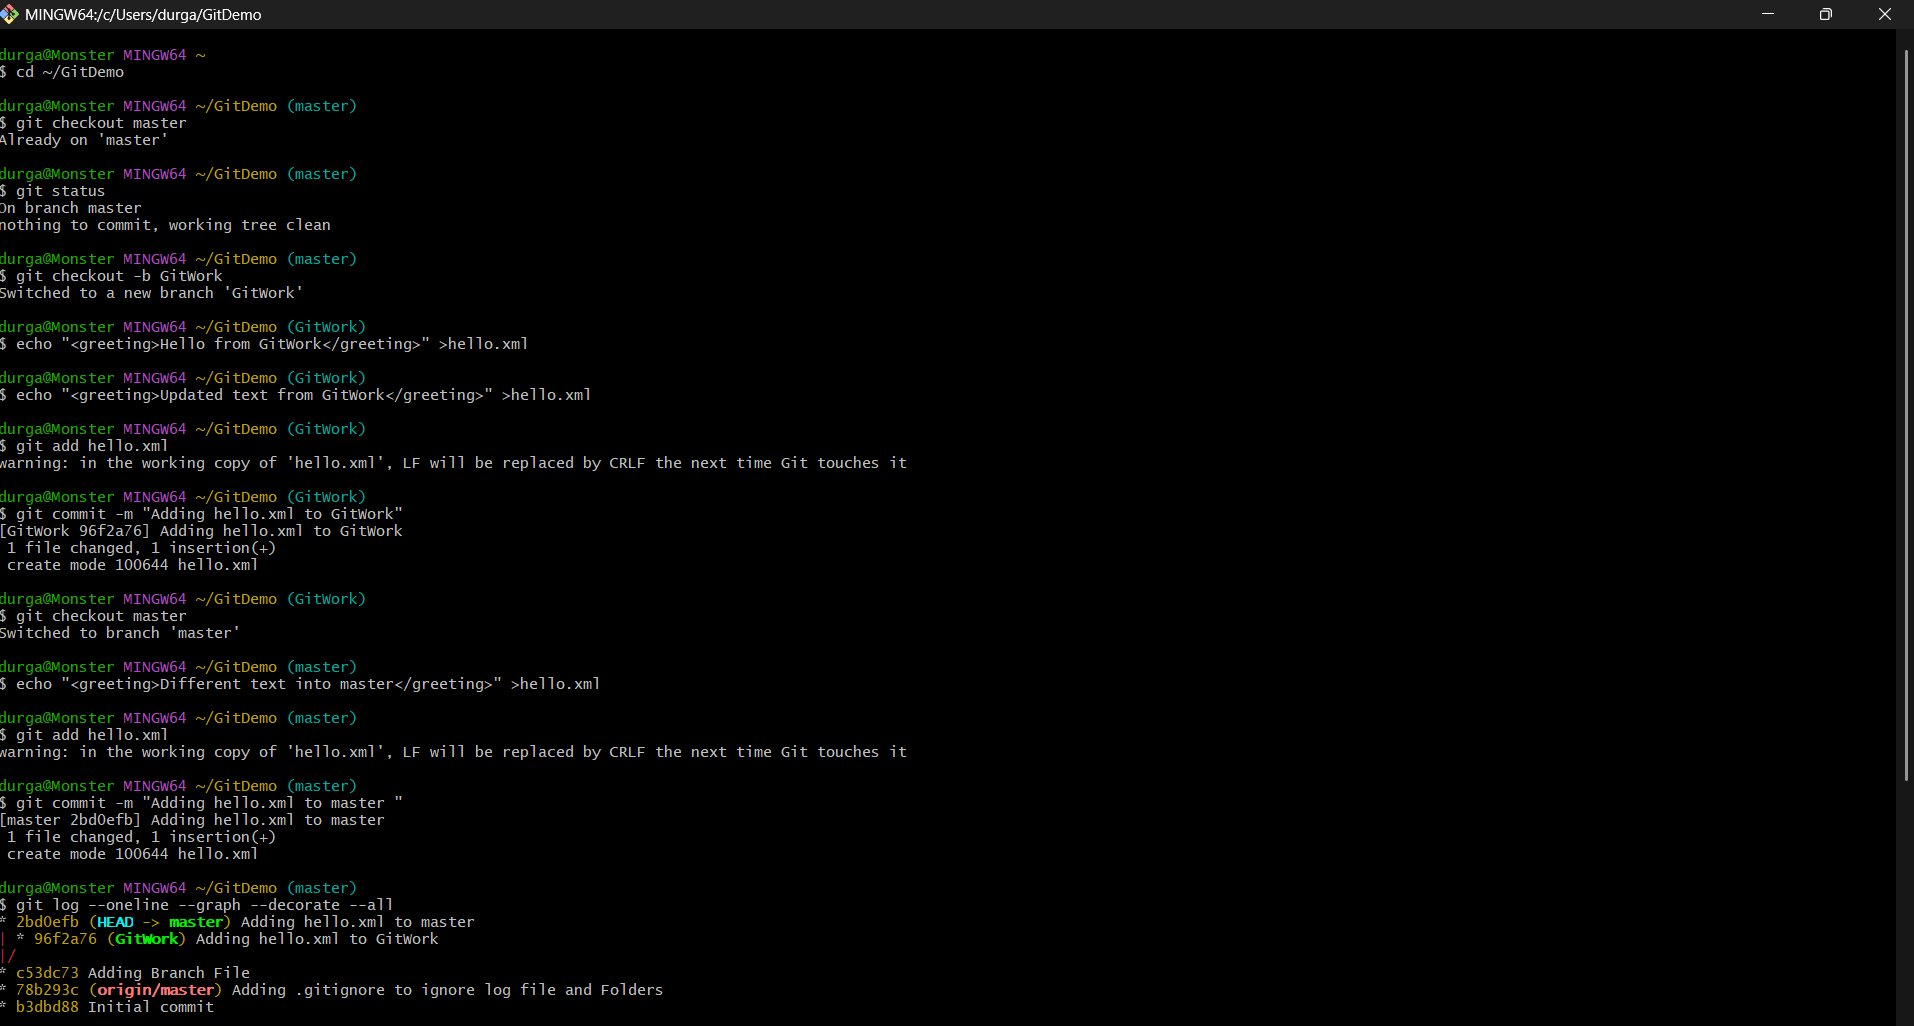 MINGW64:/c/Users/durga/GitDemo
durga@Monster MINGW64 ~
$ cd ~/GitDemo
durga@Monster MINGW64 ~/GitDemo (master)
$ git checkout master
Already on 'master'
durga@Monster MINGW64 ~/GitDemo (master)
$ git status
On branch master
nothing to commit, working tree clean
durga@Monster MINGW64 ~/GitDemo (master)
$ git checkout -b GitWork
Switched to a new branch 'GitWork'
durga@Monster MINGW64 ~/GitDemo (GitWork)
$ echo "<greeting>Hello from GitWork</greeting>" >hello.xml
durga@Monster MINGW64 ~/GitDemo (GitWork)
$ echo "<greeting>Updated text from GitWork</greeting>" >hello.xml
durga@Monster MINGW64 ~/GitDemo (GitWork)
$ git add hello.xml
warning: in the working copy of 'hello.xml', LF will be replaced by CRLF the next time Git touches it
durga@Monster MINGW64 ~/GitDemo (GitWork)
$ git commit -m "Adding hello.xml to GitWork"
[GitWork 96f2a76] Adding hello.xml to GitWork
 1 file changed, 1 insertion(+)
 create mode 100644 hello.xml
durga@Monster MINGW64 ~/GitDemo (GitWork)
$ git checkout master
Switched to branch 'master'
durga@Monster MINGW64 ~/GitDemo (master)
$ echo "<greeting>Different text into master</greeting>" >hello.xml
durga@Monster MINGW64 ~/GitDemo (master)
$ git add hello.xml
warning: in the working copy of 'hello.xml', LF will be replaced by CRLF the next time Git touches it
durga@Monster MINGW64 ~/GitDemo (master)
$ git commit -m "Adding hello.xml to master "
[master 2bd0efb] Adding hello.xml to master
 1 file changed, 1 insertion(+)
 create mode 100644 hello.xml
durga@Monster MINGW64 ~/GitDemo (master)
$ git log --oneline --graph --decorate --all
* 2bd0efb (HEAD -> master) Adding hello.xml to master
| * 96f2a76 (GitWork) Adding hello.xml to GitWork
|/
* c53dc73 Adding Branch File
* 78b293c (origin/master) Adding .gitignore to ignore log file and Folders
* b3dbd88 Initial commit